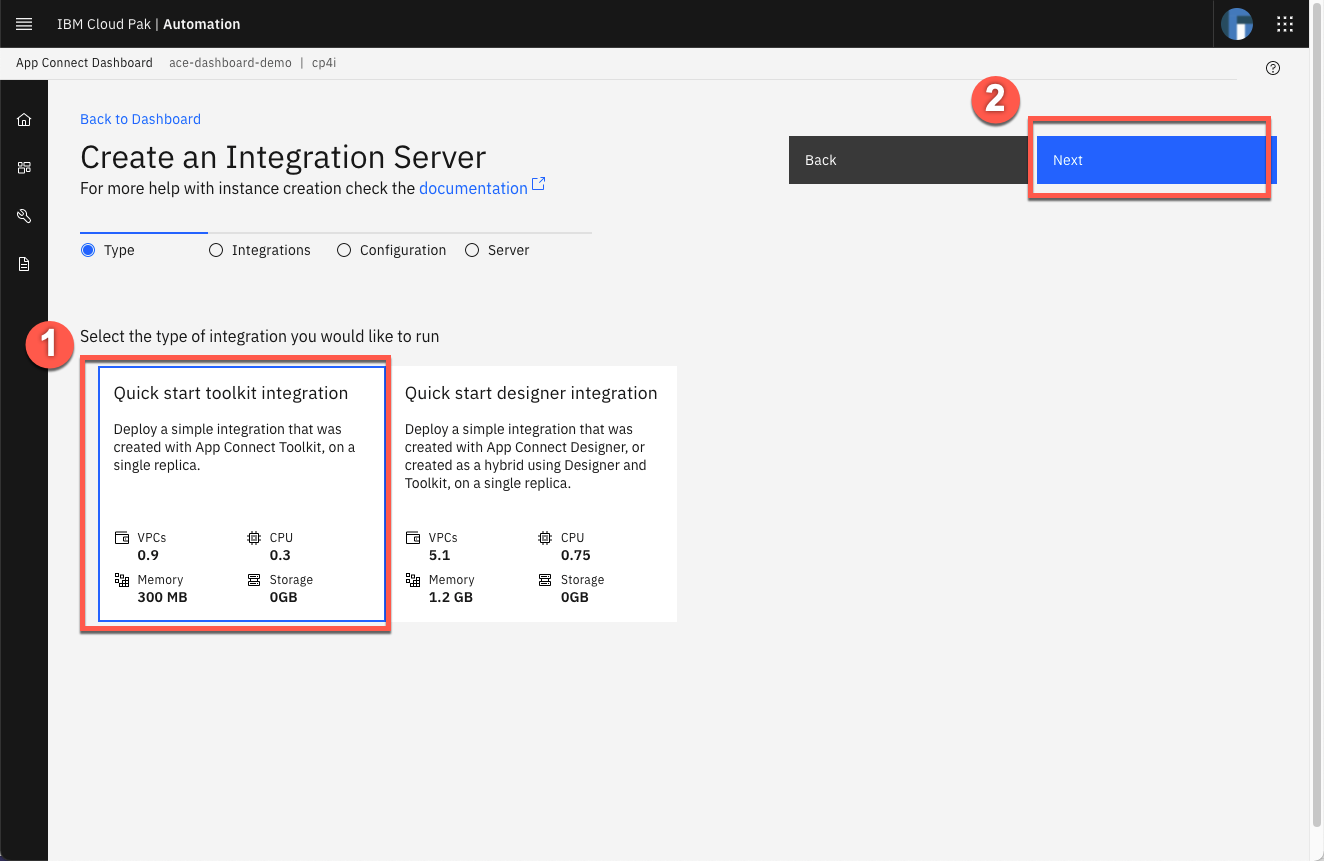 IBM Cloud Pak | Automation
App Connect Dashboard ace-dashboard-demo | cp4i
Back to Dashboard
2
Create an Integration Server
Back
Next
For more help with instance creation check the documentation
Type
Integrations
Configuration
Server
1
Select the type of integration you would like to run
Quick start toolkit integration
Deploy a simple integration that was
created with App Connect Toolkit, on a
single replica.
VPCs
0.9
CPU
0.3
Memory
300 MB
Storage
0GB
Quick start designer integration
Deploy a simple integration that was
created with App Connect Designer, or
created as a hybrid using Designer and
Toolkit, on a single replica.
VPCs
5.1
CPU
0.75
Memory
1.2 GB
Storage
0GB